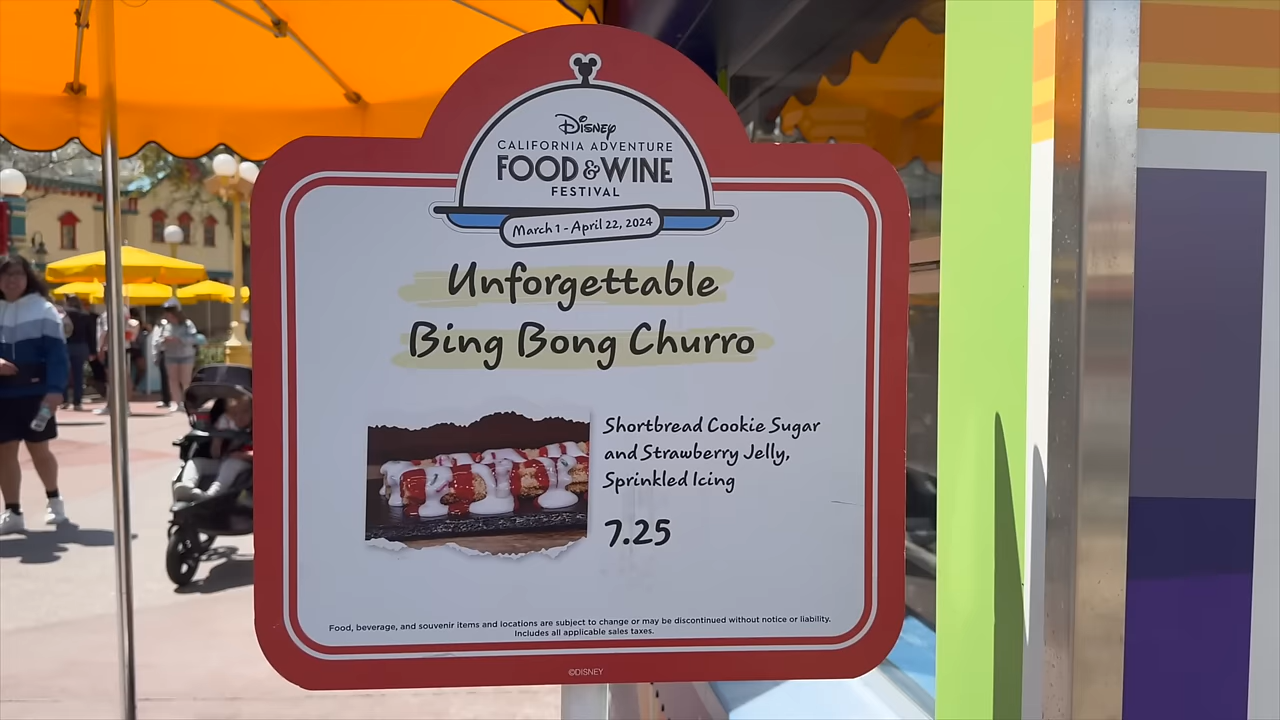 Disney
CALIFORNIA ADVENTURE
FOOD & WINE
FESTIVAL
March 1 - April 22, 2024
Unforgettable
Bing Bong Churro
Shortbread Cookie Sugar
and Strawberry Jelly,
Sprinkled Icing
7.25
Food, beverage, and souvenir items and locations are subject to change or may be discontinued without notice or liability.
Includes all applicable sales taxes.
©DISNEY